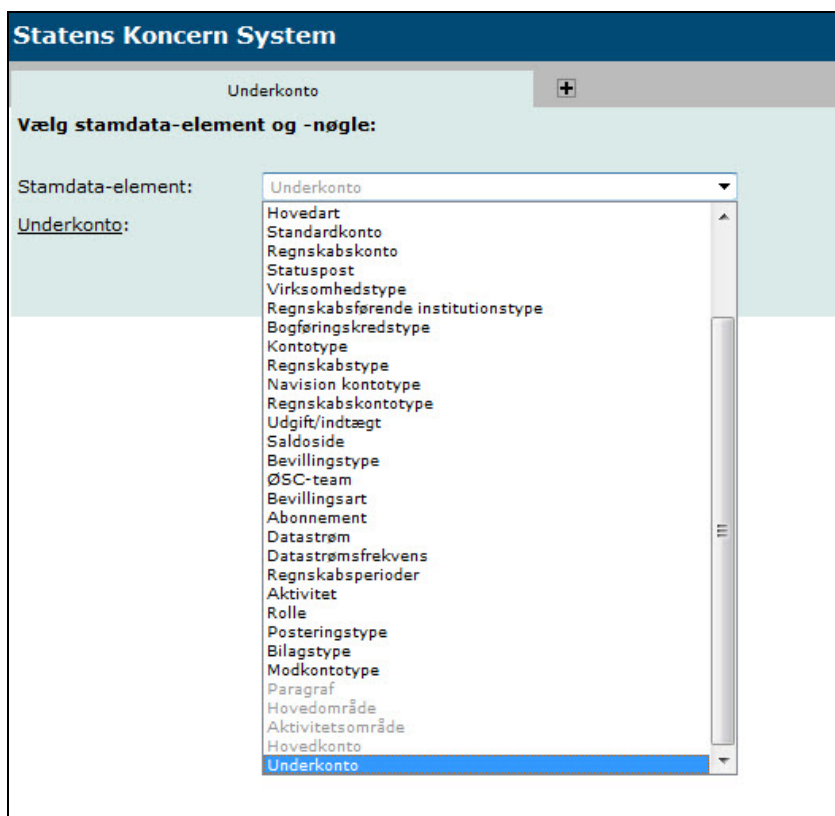 Statens Koncern System
Underkonto
Vælg stamdata-element og -nøgle:
Stamdata-element:
Underkonto
Underkonto:
Hovedart
Standardkonto
Regnskabskonto
Statuspost
Virksomhedstype
Regnskabsførende institutionstype
Bogføringskredstype
Kontotype
Regnskabstype
Navision kontotype
Regnskabskontotype
Udgift/indtægt
Saldoside
Bevillingstype
ØSC-team
Bevillingsart
Abonnement
Datastrøm
Datastrømsfrekvens
Regnskabsperioder
Aktivitet
Rolle
Posteringstype
Bilagstype
Modkontotype
Paragraf
Hovedområde
Aktivitetsområde
Hovedkonto
Underkonto